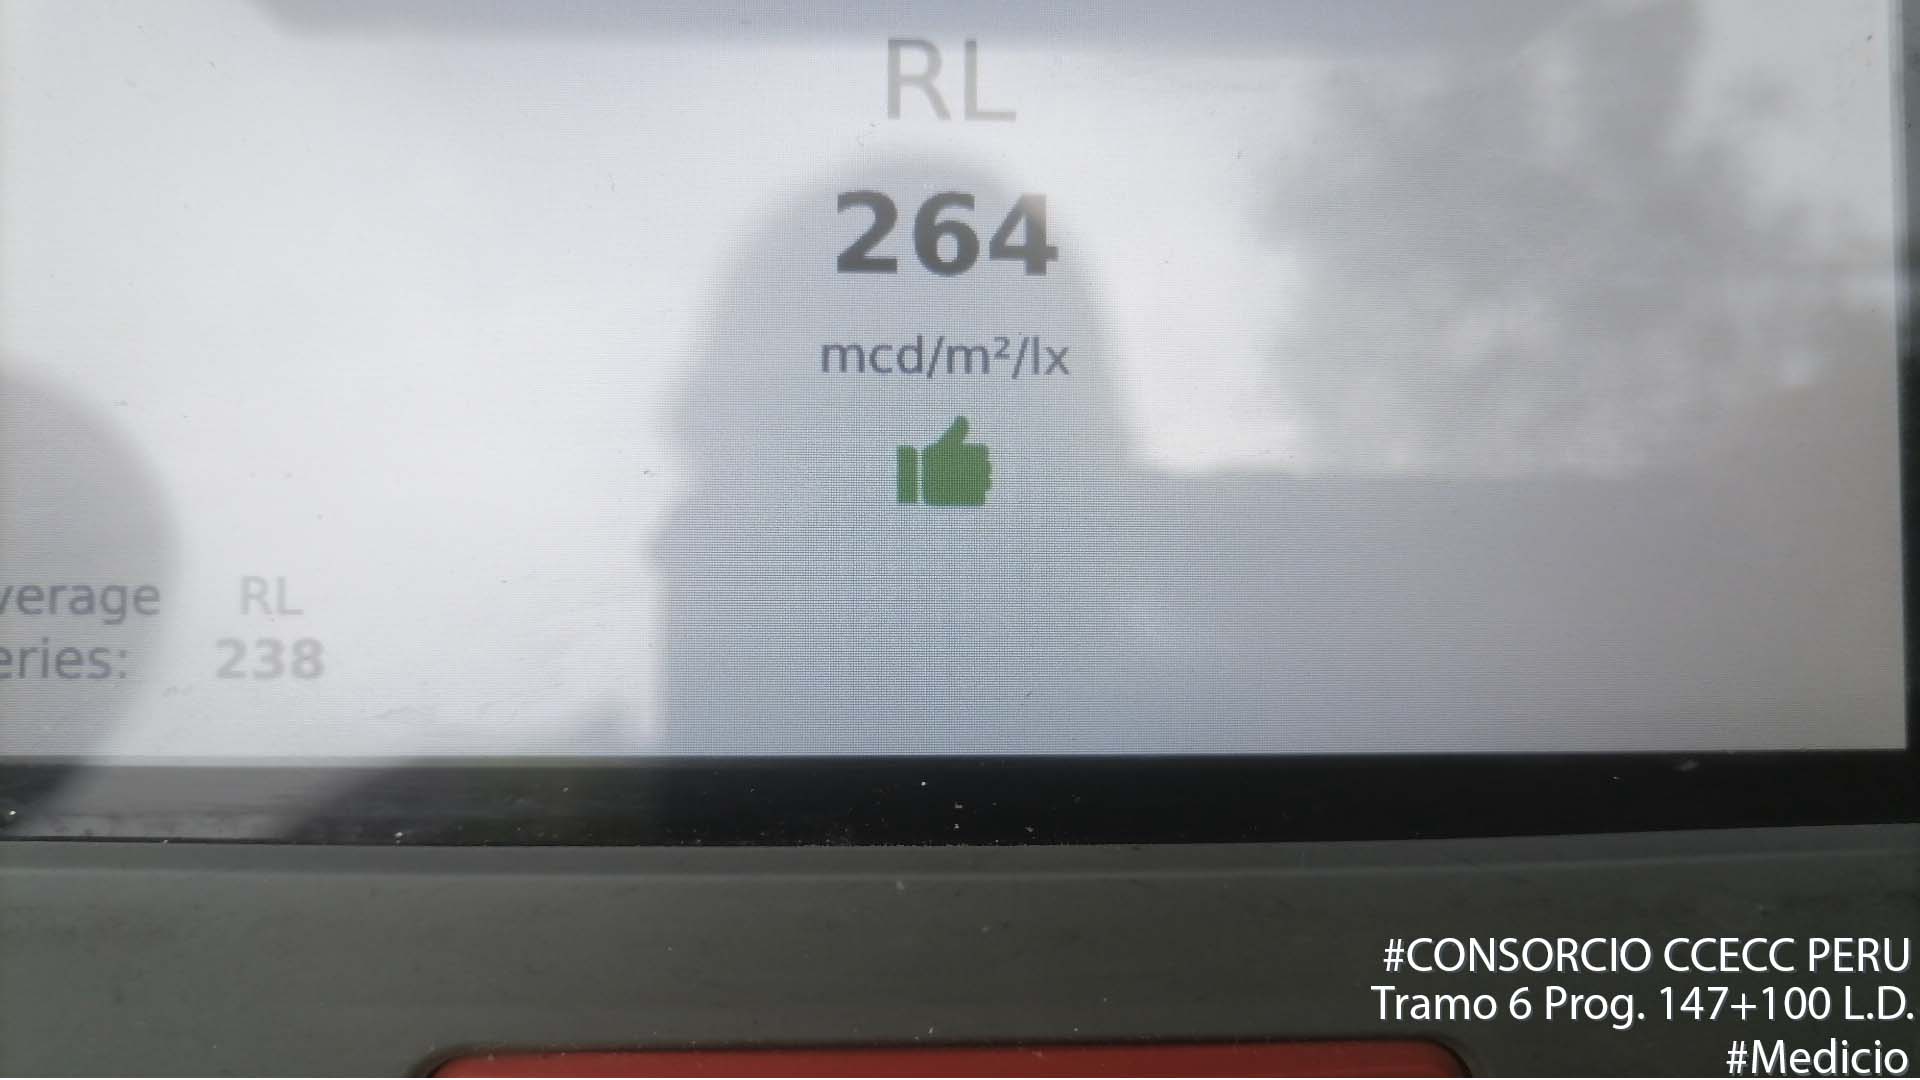 RL
264
mcd/m²/lx
verage RL
eries: 238
#CONSORCIO CCECC PERU
Tramo 6 Prog. 147+100 L.D.
#Medicio